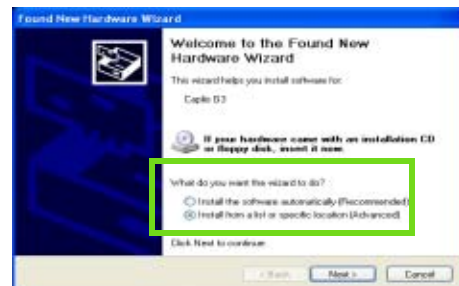 Found New Hardware Wizard
Welcome to the Found New
Hardware Wizard
This wizard helps you install software for:
Caplio G3
If your hardware came with an installation CD
or floppy disk, insert it now.
What do you want the wizard to do?
Install the software automatically (Recommended)
Install from a list or specific location (Advanced)
Click Next to continue.
< Back
Next >
Cancel